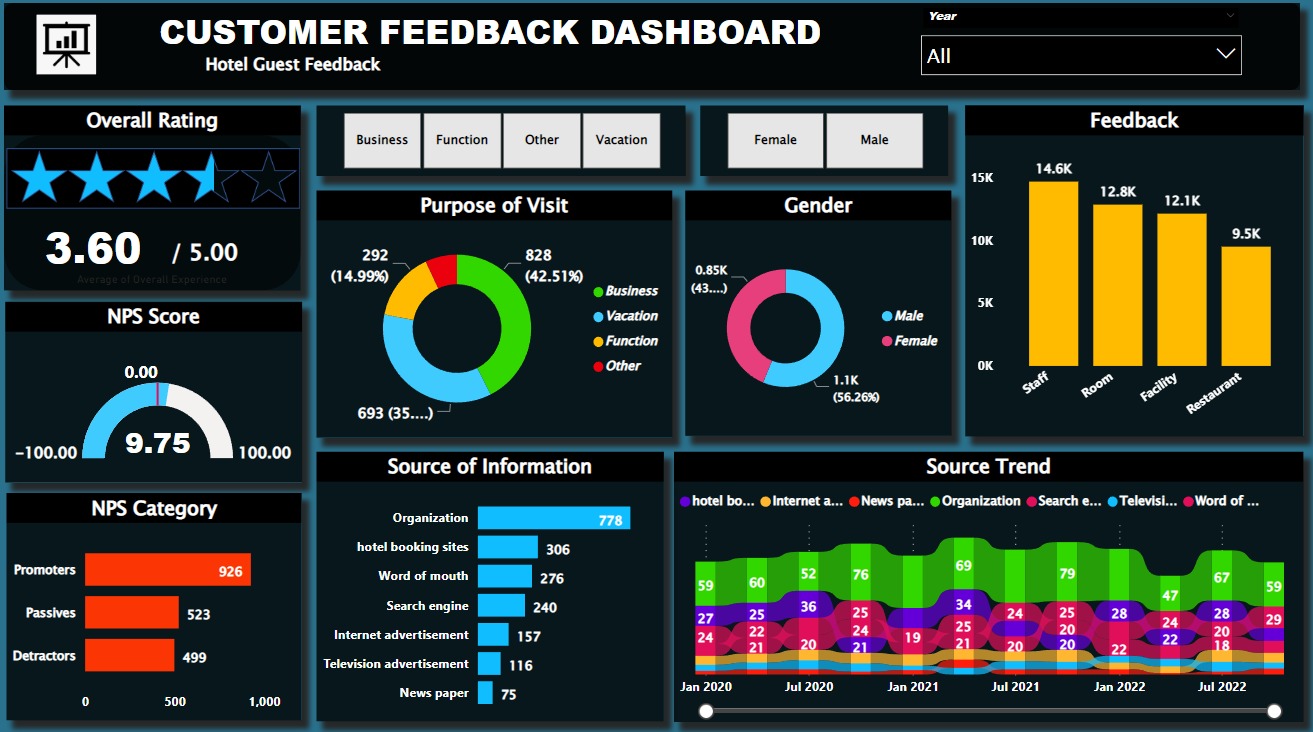 CUSTOMER FEEDBACK DASHBOARD
Hotel Guest Feedback
Year
All
Overall Rating
3.60 / 5.00
Average of Overall Experience
Business Function Other Vacation
Female Male
Feedback
15K
10K
5K
0K
14.6K
12.8K
12.1K
9.5K
Staff
Room
Facility
Restaurant
Purpose of Visit
292
(14.99%)
828
(42.51%)
693 (35....)
Business
Vacation
Function
Other
Gender
0.85K
(43....)
1.1K
(56.26%)
Male
Female
NPS Score
0.00
9.75
-100.00
100.00
NPS Category
Promoters 926
Passives 523
Detractors 499
0 500 1,000
Source of Information
Organization 778
hotel booking sites 306
Word of mouth 276
Search engine 240
Internet advertisement 157
Television advertisement 116
News paper 75
Source Trend
hotel bo... Internet a... News pa... Organization Search e... Televisi... Word of ...
59 27 24
60 25 22 21
52 36 20
76 25 24 21
19
69 34 25 21
24 20
79 25 20 20
28 22
47 24 22
67 28 20 18
59 29
Jan 2020 Jul 2020 Jan 2021 Jul 2021 Jan 2022 Jul 2022